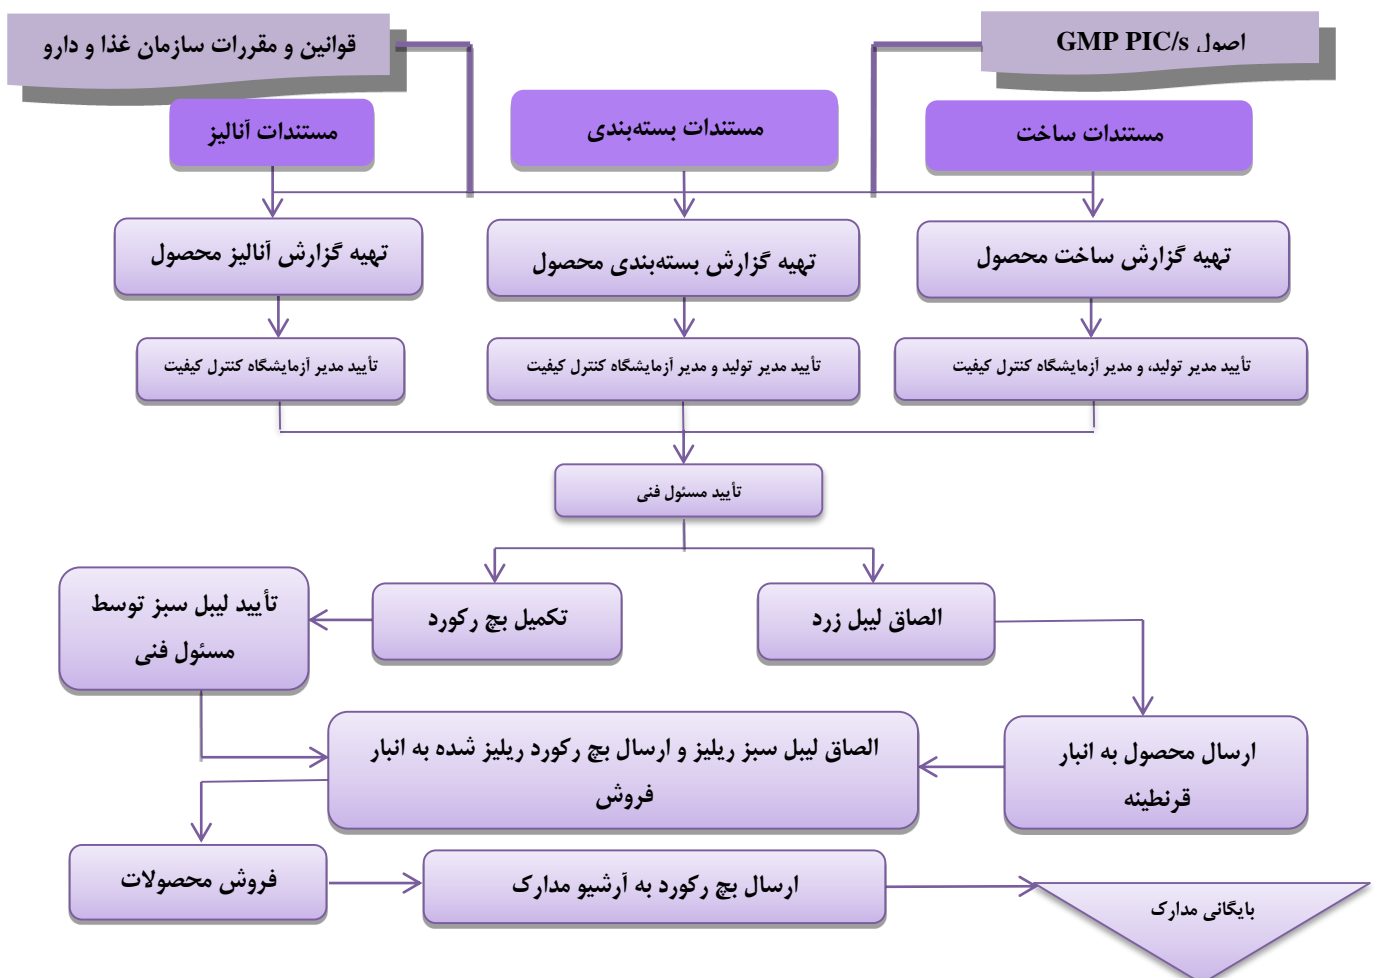 اصول GMP PIC/s
قوانین و مقررات سازمان غذا و دارو
مستندات ساخت
مستندات بسته‌بندی
مستندات آنالیز
تهیه گزارش ساخت محصول
تهیه گزارش بسته‌بندی محصول
تهیه گزارش آنالیز محصول
تأیید مدیر تولید، و مدیر آزمایشگاه کنترل کیفیت
تأیید مدیر تولید و مدیر آزمایشگاه کنترل کیفیت
تأیید مدیر آزمایشگاه کنترل کیفیت
تأیید مسئول فنی
الصاق لیبل زرد
تکمیل بچ رکورد
تأیید لیبل سبز توسط
مسئول فنی
ارسال محصول به انبار
قرنطینه
الصاق لیبل سبز ریلیز و ارسال بچ رکورد ریلیز شده به انبار
فروش
فروش محصولات
ارسال بچ رکورد به آرشیو مدارک
بایگانی مدارک